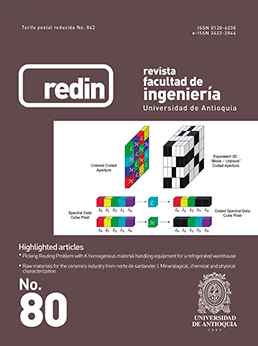 Tarifa postal reducida No. 842
ISSN 0120-6230
e-ISSN 2422-2844
redin
revista
facultad de
ingeniería
Universidad de Antioquia
Colored Coded
Aperture
Equivalent 3D
"Block – Unblock"
Coded Aperture
Spectral Data
Cube Pixel
Coded Spectral Data
Cube Pixel
Highlighted articles
* Picking Routing Problem with K homogenous material handling equipment for a refrigerated warehouse
* Raw materials for the ceramics industry from norte de santander. I. Mineralogical, chemical and physical
characterization
No.
80
UNIVERSIDAD
DE ANTIOQUIA